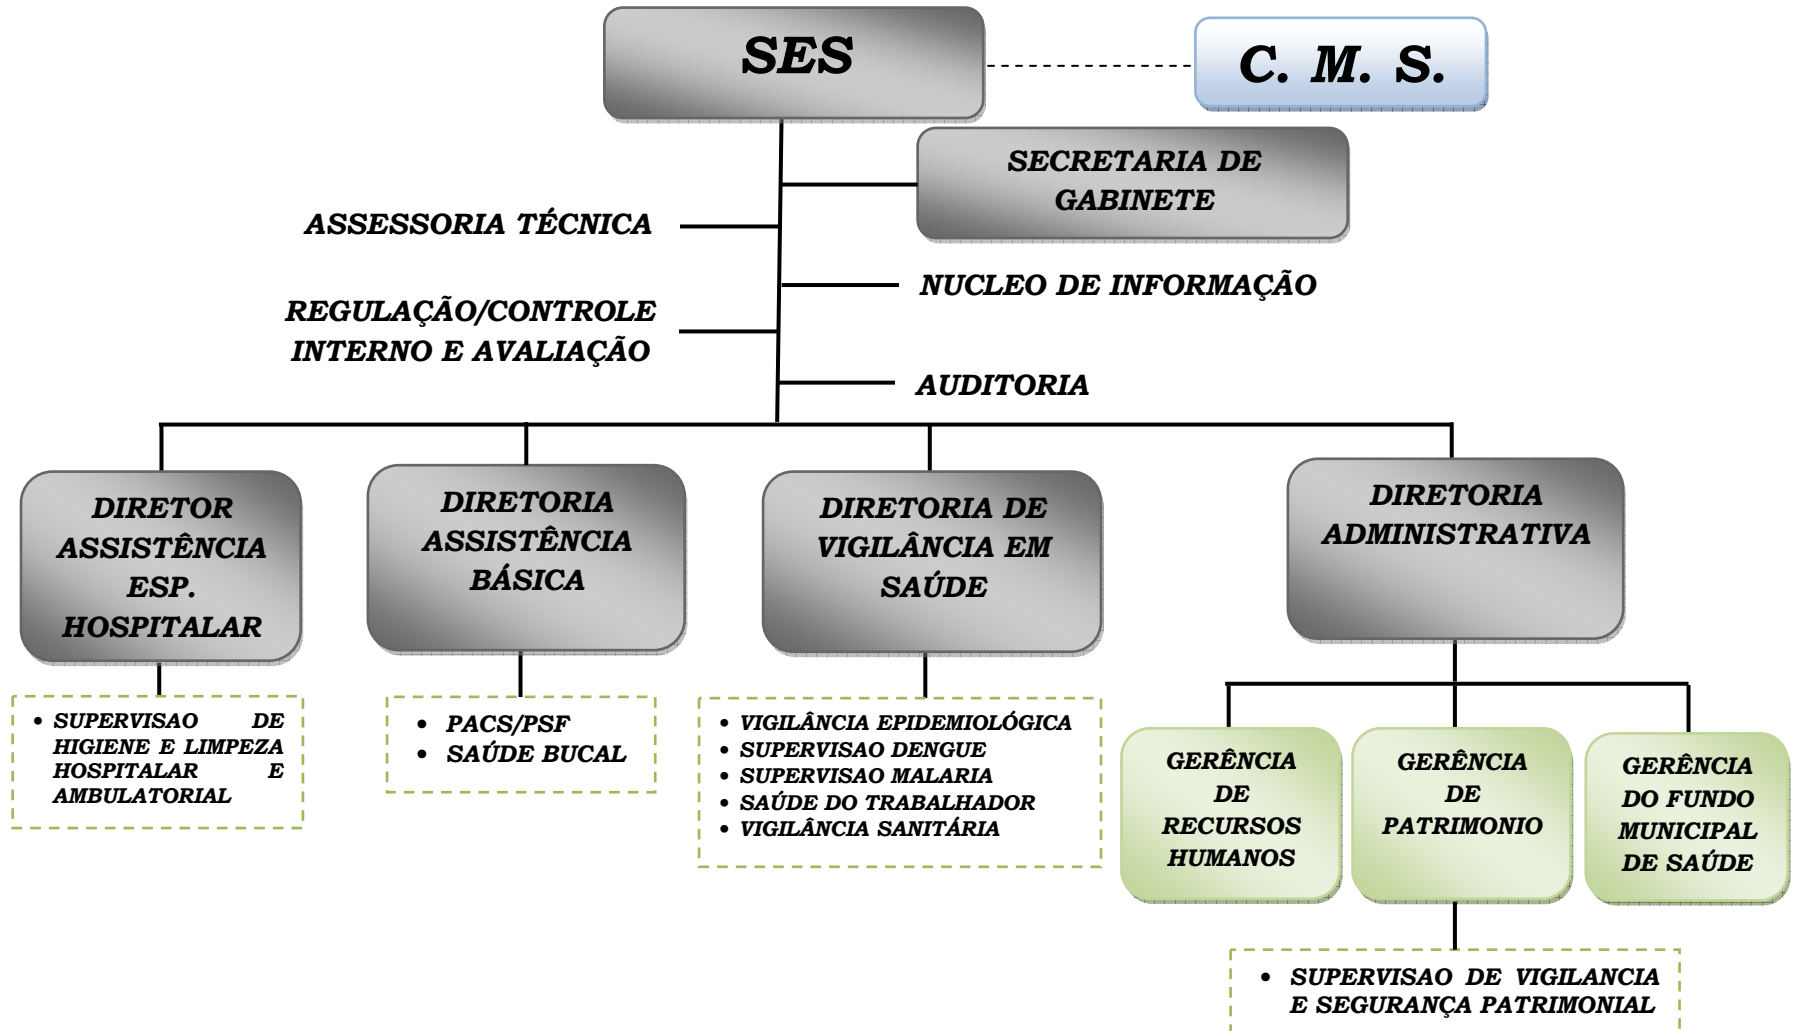 SES
C. M. S.
SECRETARIA DE
GABINETE
ASSESSORIA TÉCNICA
NUCLEO DE INFORMAÇÃO
REGULAÇÃO/CONTROLE
INTERNO E AVALIAÇÃO
AUDITORIA
DIRETOR
ASSISTÊNCIA
ESP.
HOSPITALAR
DIRETORIA
ASSISTÊNCIA
BÁSICA
DIRETORIA DE
VIGILÂNCIA EM
SAÚDE
DIRETORIA
ADMINISTRATIVA
• SUPERVISAO DE
HIGIENE E LIMPEZA
HOSPITALAR E
AMBULATORIAL
• PACS/PSF
• SAÚDE BUCAL
• VIGILÂNCIA EPIDEMIOLÓGICA
• SUPERVISAO DENGUE
• SUPERVISAO MALARIA
• SAÚDE DO TRABALHADOR
• VIGILÂNCIA SANITÁRIA
GERÊNCIA
DE
RECURSOS
HUMANOS
GERÊNCIA
DE
PATRIMONIO
GERÊNCIA
DO FUNDO
MUNICIPAL
DE SAÚDE
• SUPERVISAO DE VIGILANCIA
E SEGURANÇA PATRIMONIAL